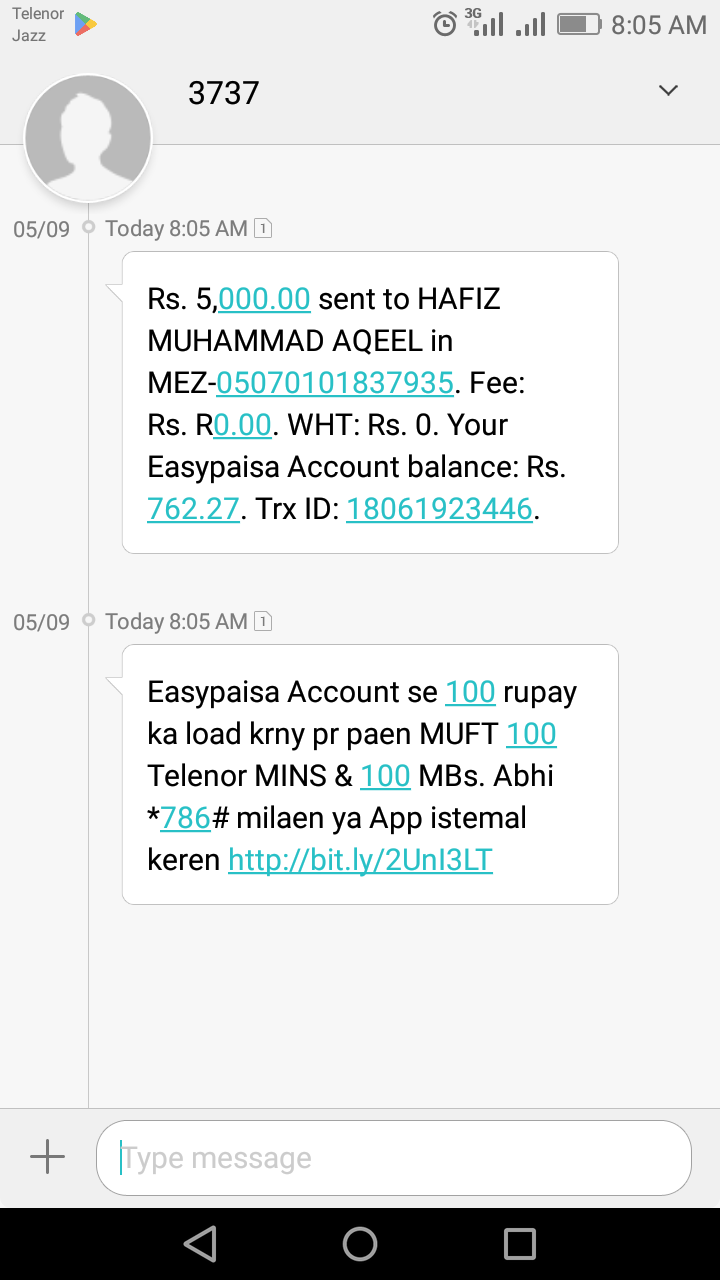 Telenor
Jazz
3G
8:05 AM
3737
05/09
Today 8:05 AM 1
Rs. 5,000.00 sent to HAFIZ
MUHAMMAD AQEEL in
MEZ-05070101837935. Fee:
Rs. R0.00. WHT: Rs. 0. Your
Easypaisa Account balance: Rs.
762.27. Trx ID: 18061923446.
05/09
Today 8:05 AM 1
Easypaisa Account se 100 rupay
ka load krny pr paen MUFT 100
Telenor MINS & 100 MBs. Abhi
*786# milaen ya App istemal
keren http://bit.ly/2UnI3LT
Type message